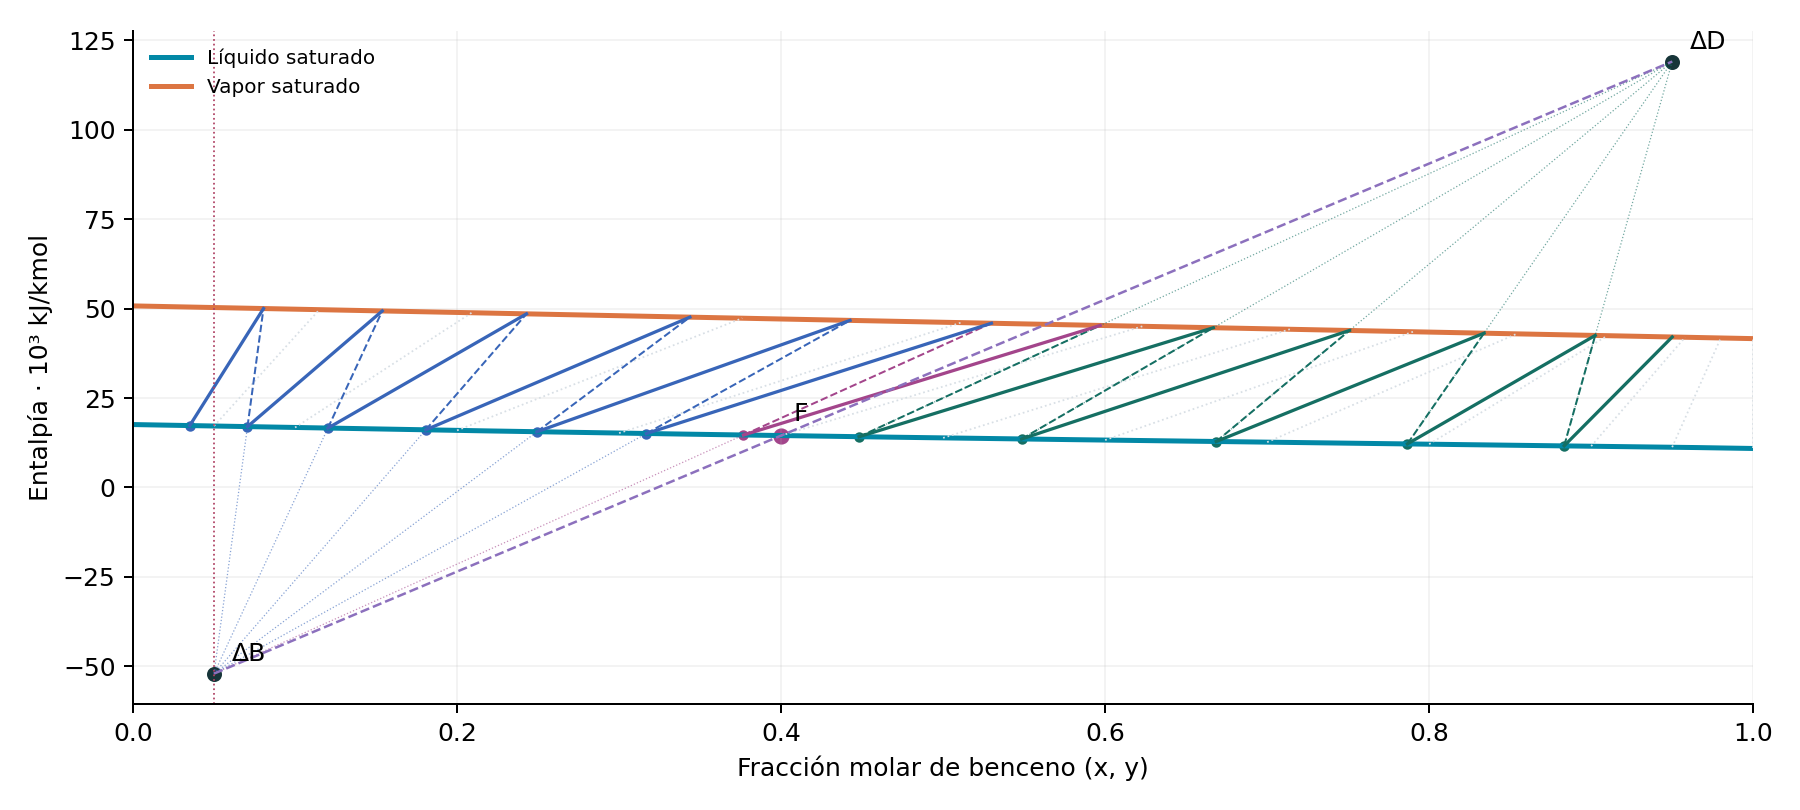 125
100
75
50
25
0
−25
−50
Entalpía · 10³ kJ/kmol
Líquido saturado
Vapor saturado
ΔD
F
ΔB
0.0
0.2
0.4
0.6
0.8
1.0
Fracción molar de benceno (x, y)